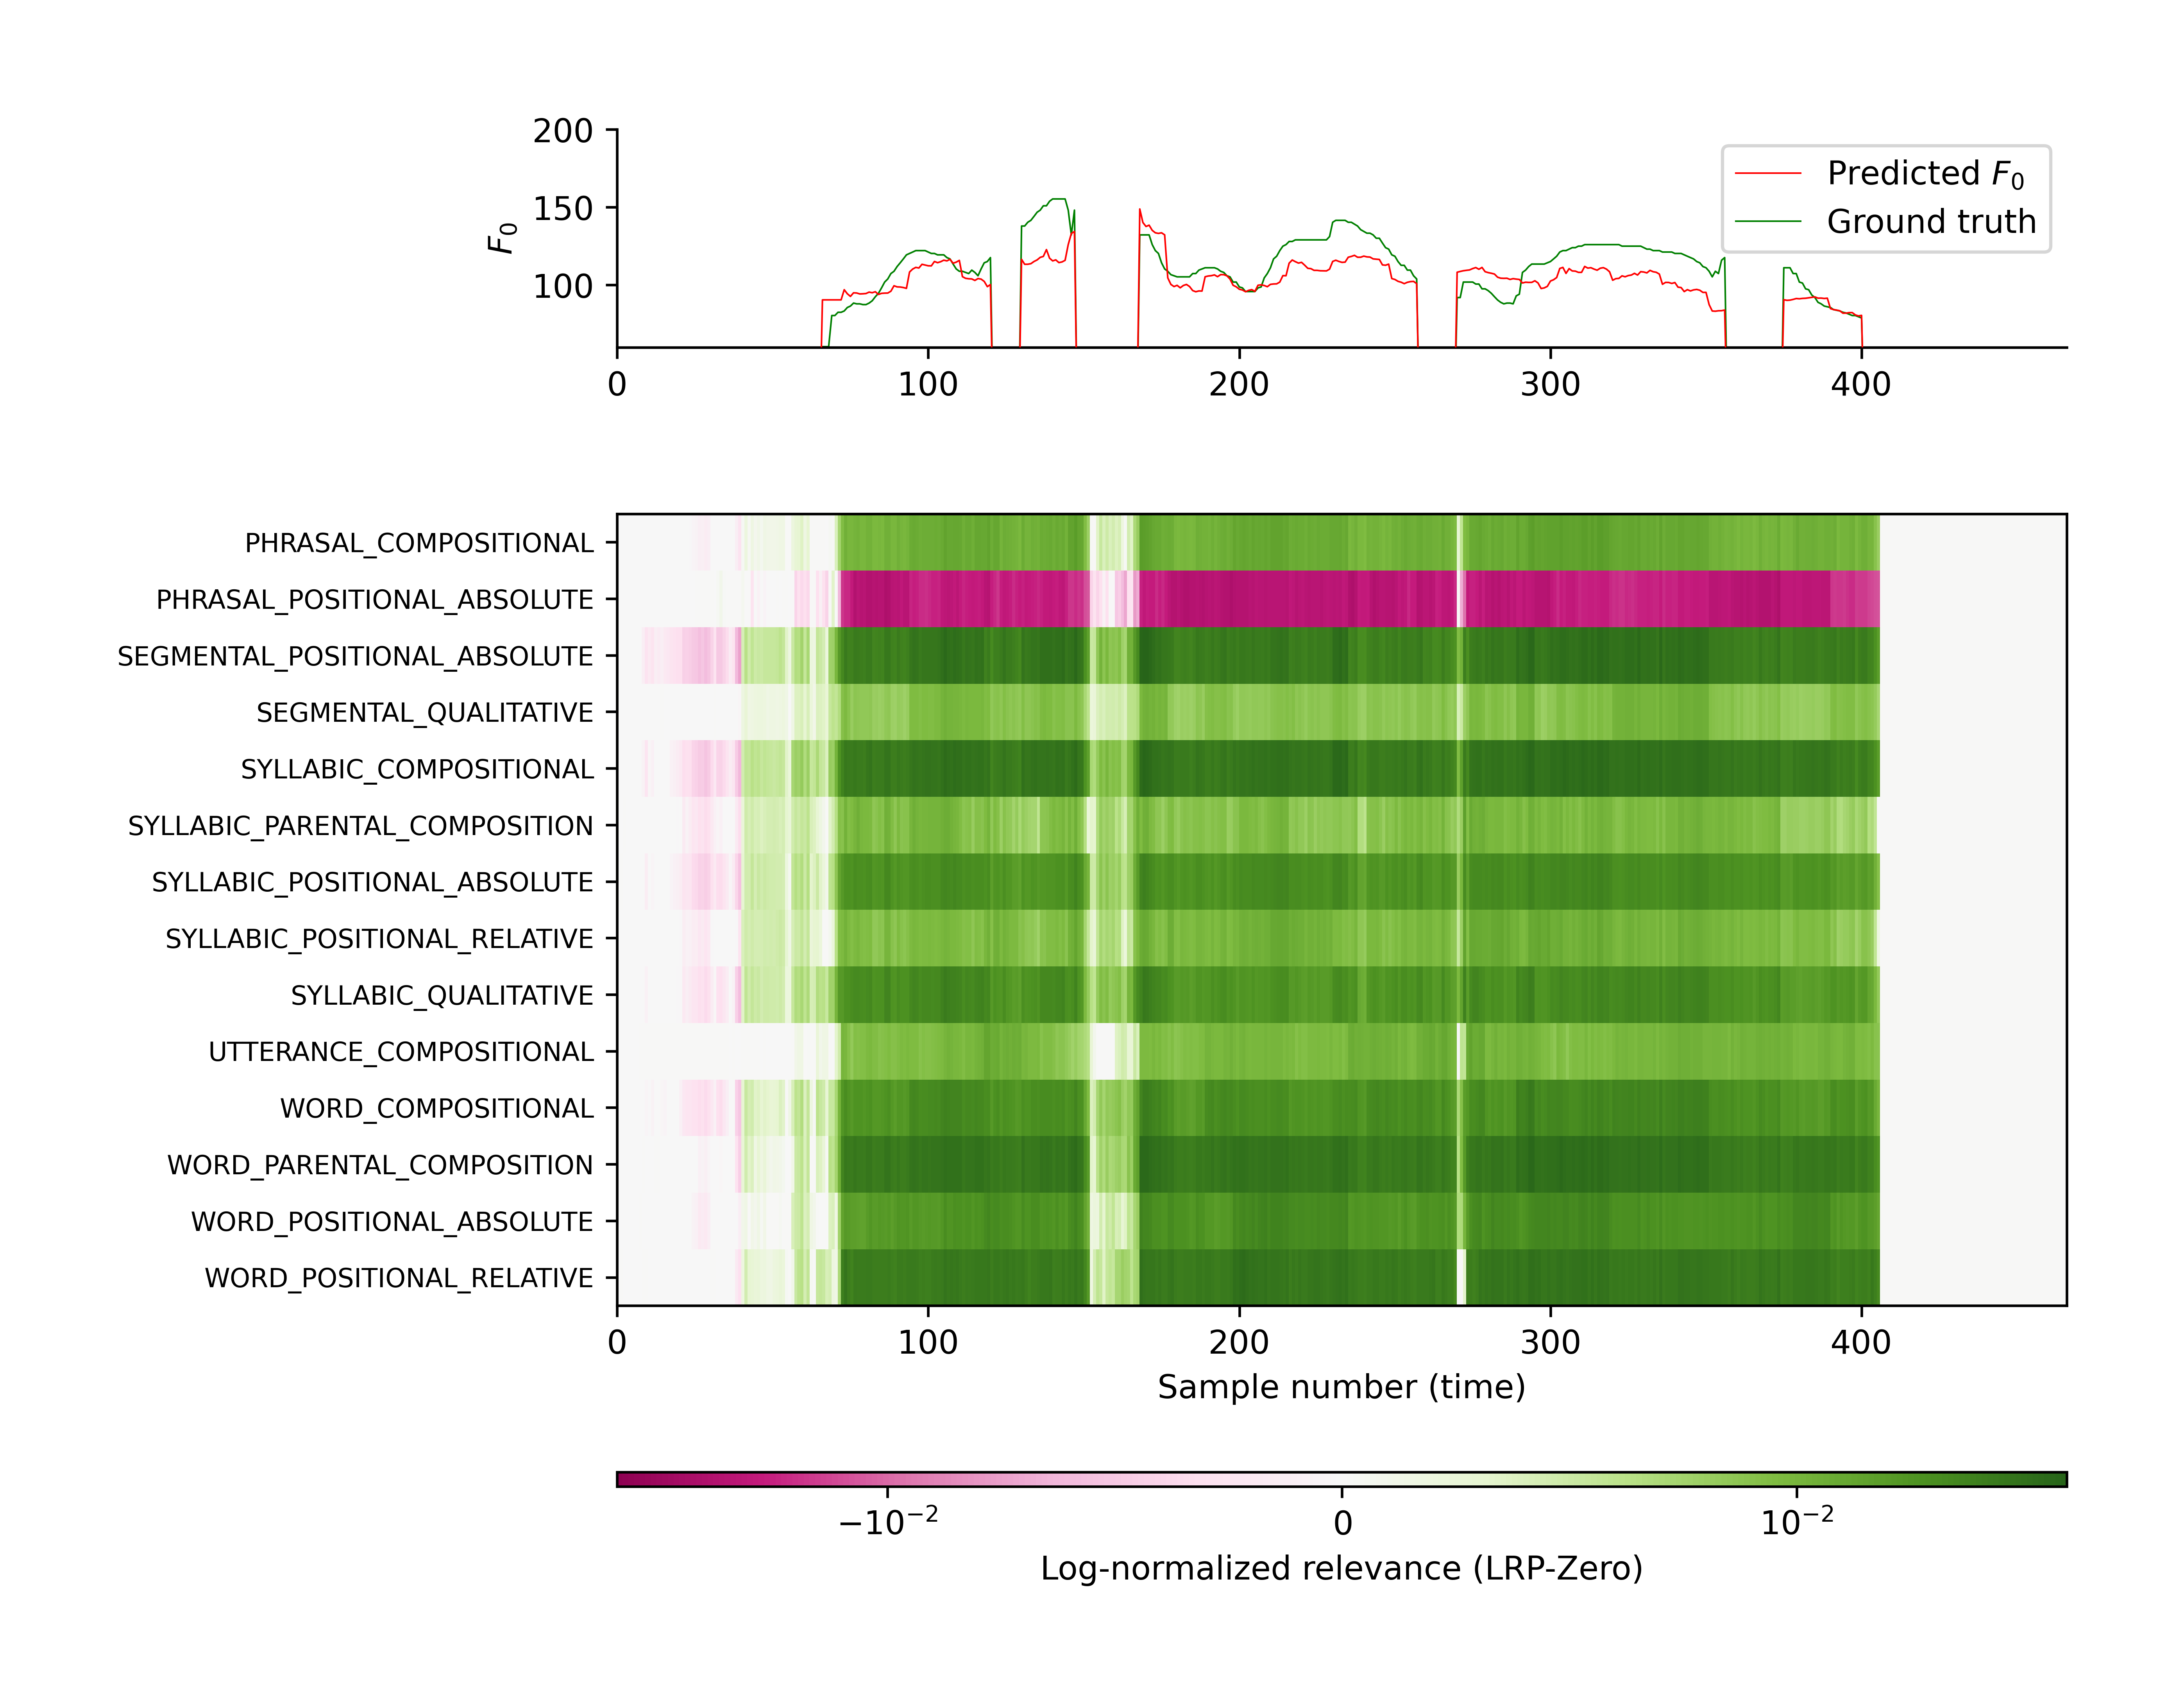 200
150
100
F0
Predicted F0
Ground truth
0 100 200 300 400
PHRASAL_COMPOSITIONAL
PHRASAL_POSITIONAL_ABSOLUTE
SEGMENTAL_POSITIONAL_ABSOLUTE
SEGMENTAL_QUALITATIVE
SYLLABIC_COMPOSITIONAL
SYLLABIC_PARENTAL_COMPOSITION
SYLLABIC_POSITIONAL_ABSOLUTE
SYLLABIC_POSITIONAL_RELATIVE
SYLLABIC_QUALITATIVE
UTTERANCE_COMPOSITIONAL
WORD_COMPOSITIONAL
WORD_PARENTAL_COMPOSITION
WORD_POSITIONAL_ABSOLUTE
WORD_POSITIONAL_RELATIVE
0 100 200 300 400
Sample number (time)
−10⁻² 0 10⁻²
Log-normalized relevance (LRP-Zero)